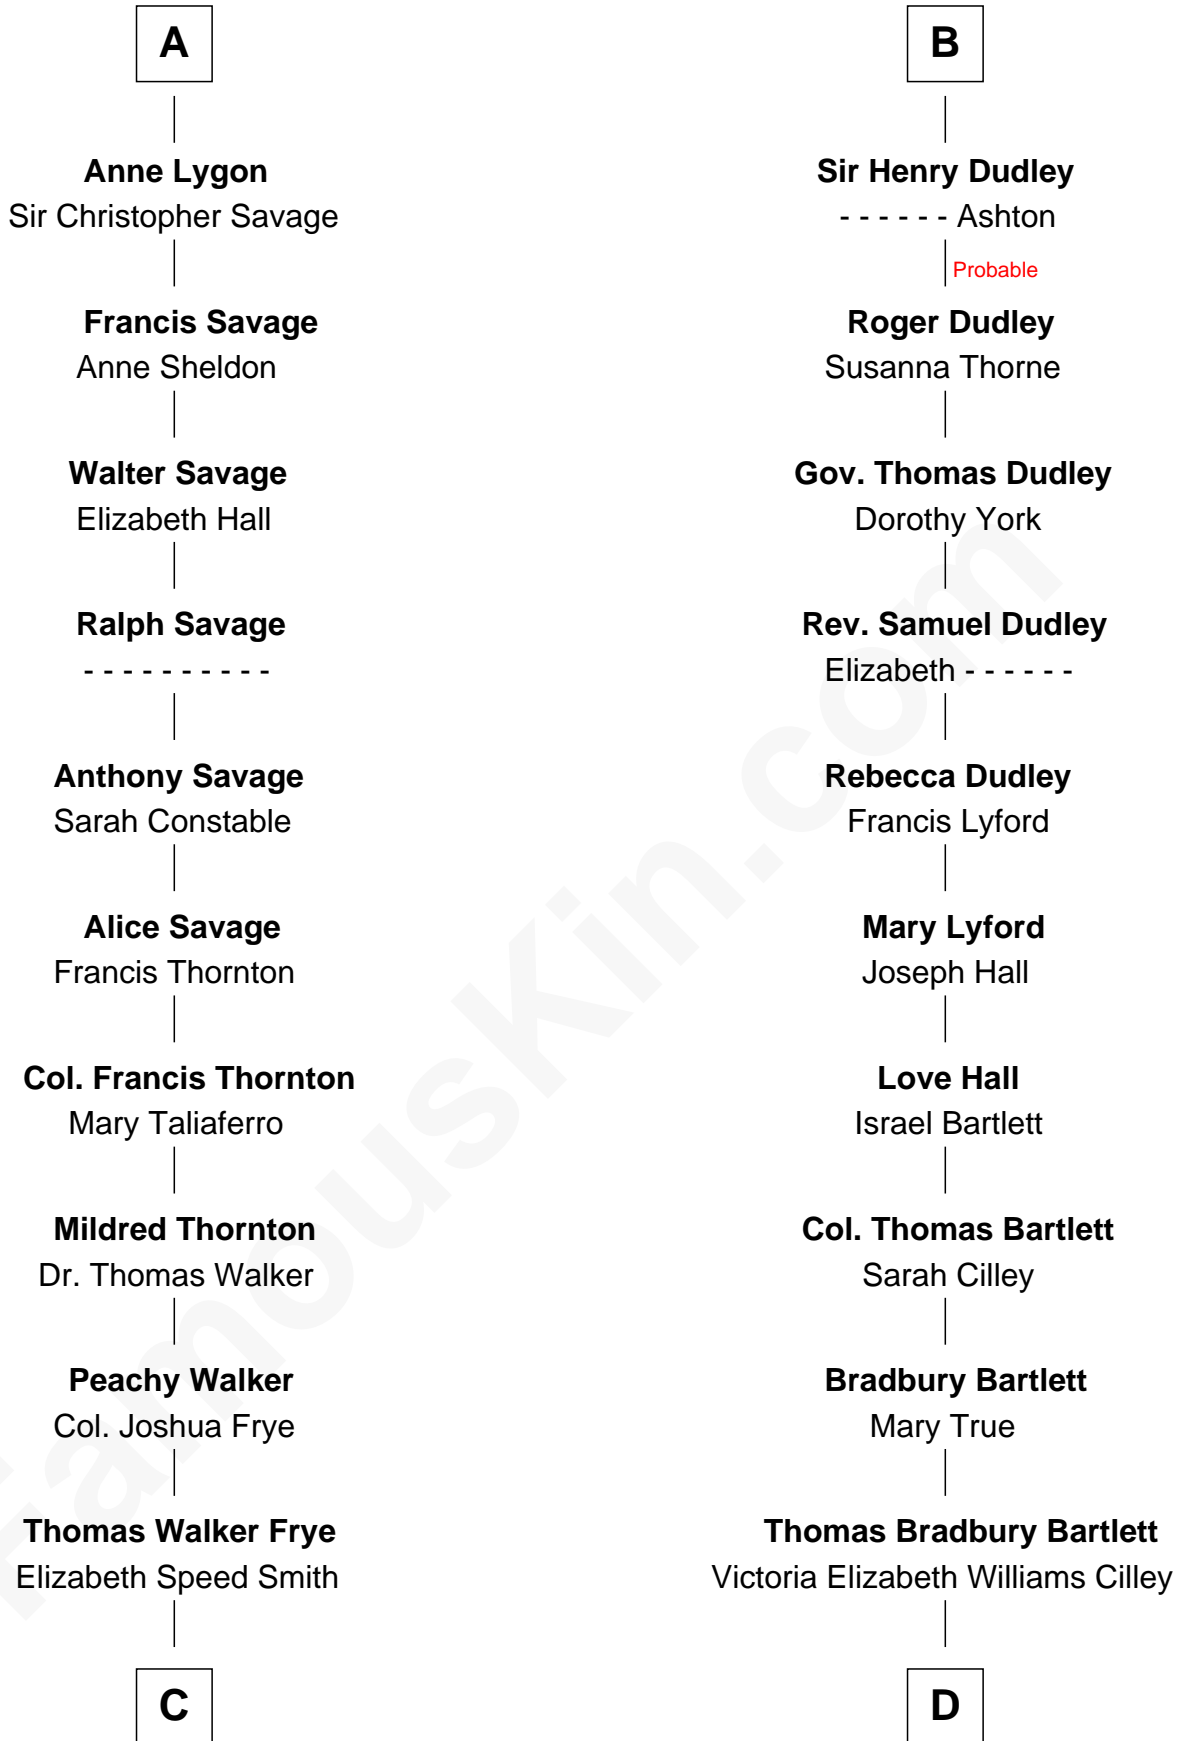 A
Anne Lygon
Sir Christopher Savage
Francis Savage
Anne Sheldon
Walter Savage
Elizabeth Hall
Ralph Savage
- - - - - - - - - -
Anthony Savage
Sarah Constable
Alice Savage
Francis Thornton
Col. Francis Thornton
Mary Taliaferro
Mildred Thornton
Dr. Thomas Walker
Peachy Walker
Col. Joshua Frye
Thomas Walker Frye
Elizabeth Speed Smith
C
B
Sir Henry Dudley
- - - - - - Ashton
Probable
Roger Dudley
Susanna Thorne
Gov. Thomas Dudley
Dorothy York
Rev. Samuel Dudley
Elizabeth - - - - - -
Rebecca Dudley
Francis Lyford
Mary Lyford
Joseph Hall
Love Hall
Israel Bartlett
Col. Thomas Bartlett
Sarah Cilley
Bradbury Bartlett
Mary True
Thomas Bradbury Bartlett
Victoria Elizabeth Williams Cilley
D
FamousKin.com